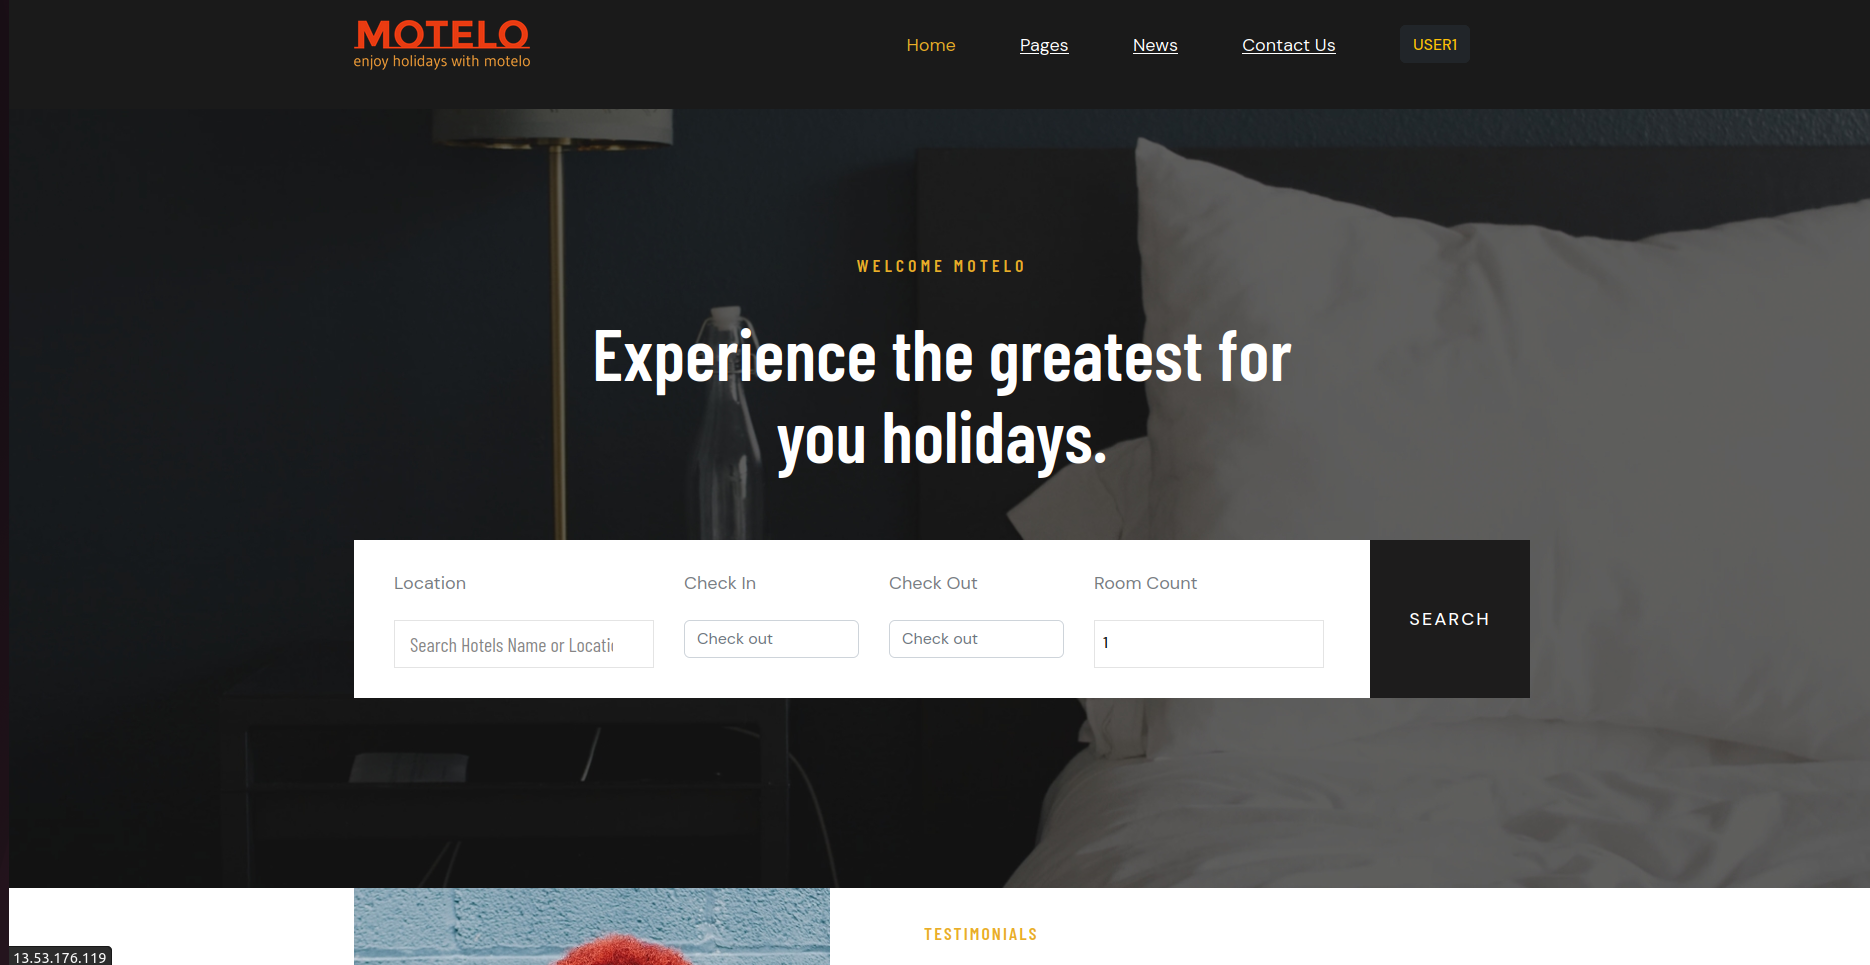 MOTELO
enjoy holidays with motelo
Home
Pages
News
Contact Us
USER1
WELCOME MOTELO
Experience the greatest for
you holidays.
Location
Check In
Check Out
Room Count
Search Hotels Name or Locati
Check out
Check out
1
SEARCH
TESTIMONIALS
13.53.176.119